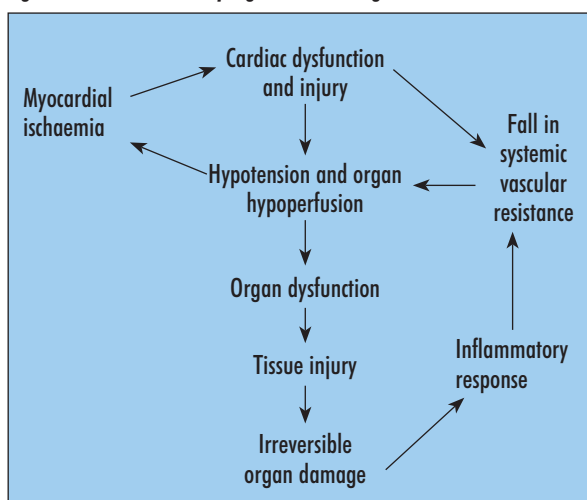 Cardiac dysfunction
and injury
Myocardial
ischaemia
Fall in
systemic
vascular
resistance
Hypotension and organ
hypoperfusion
Organ dysfunction
Tissue injury
Inflammatory
response
Irreversible
organ damage